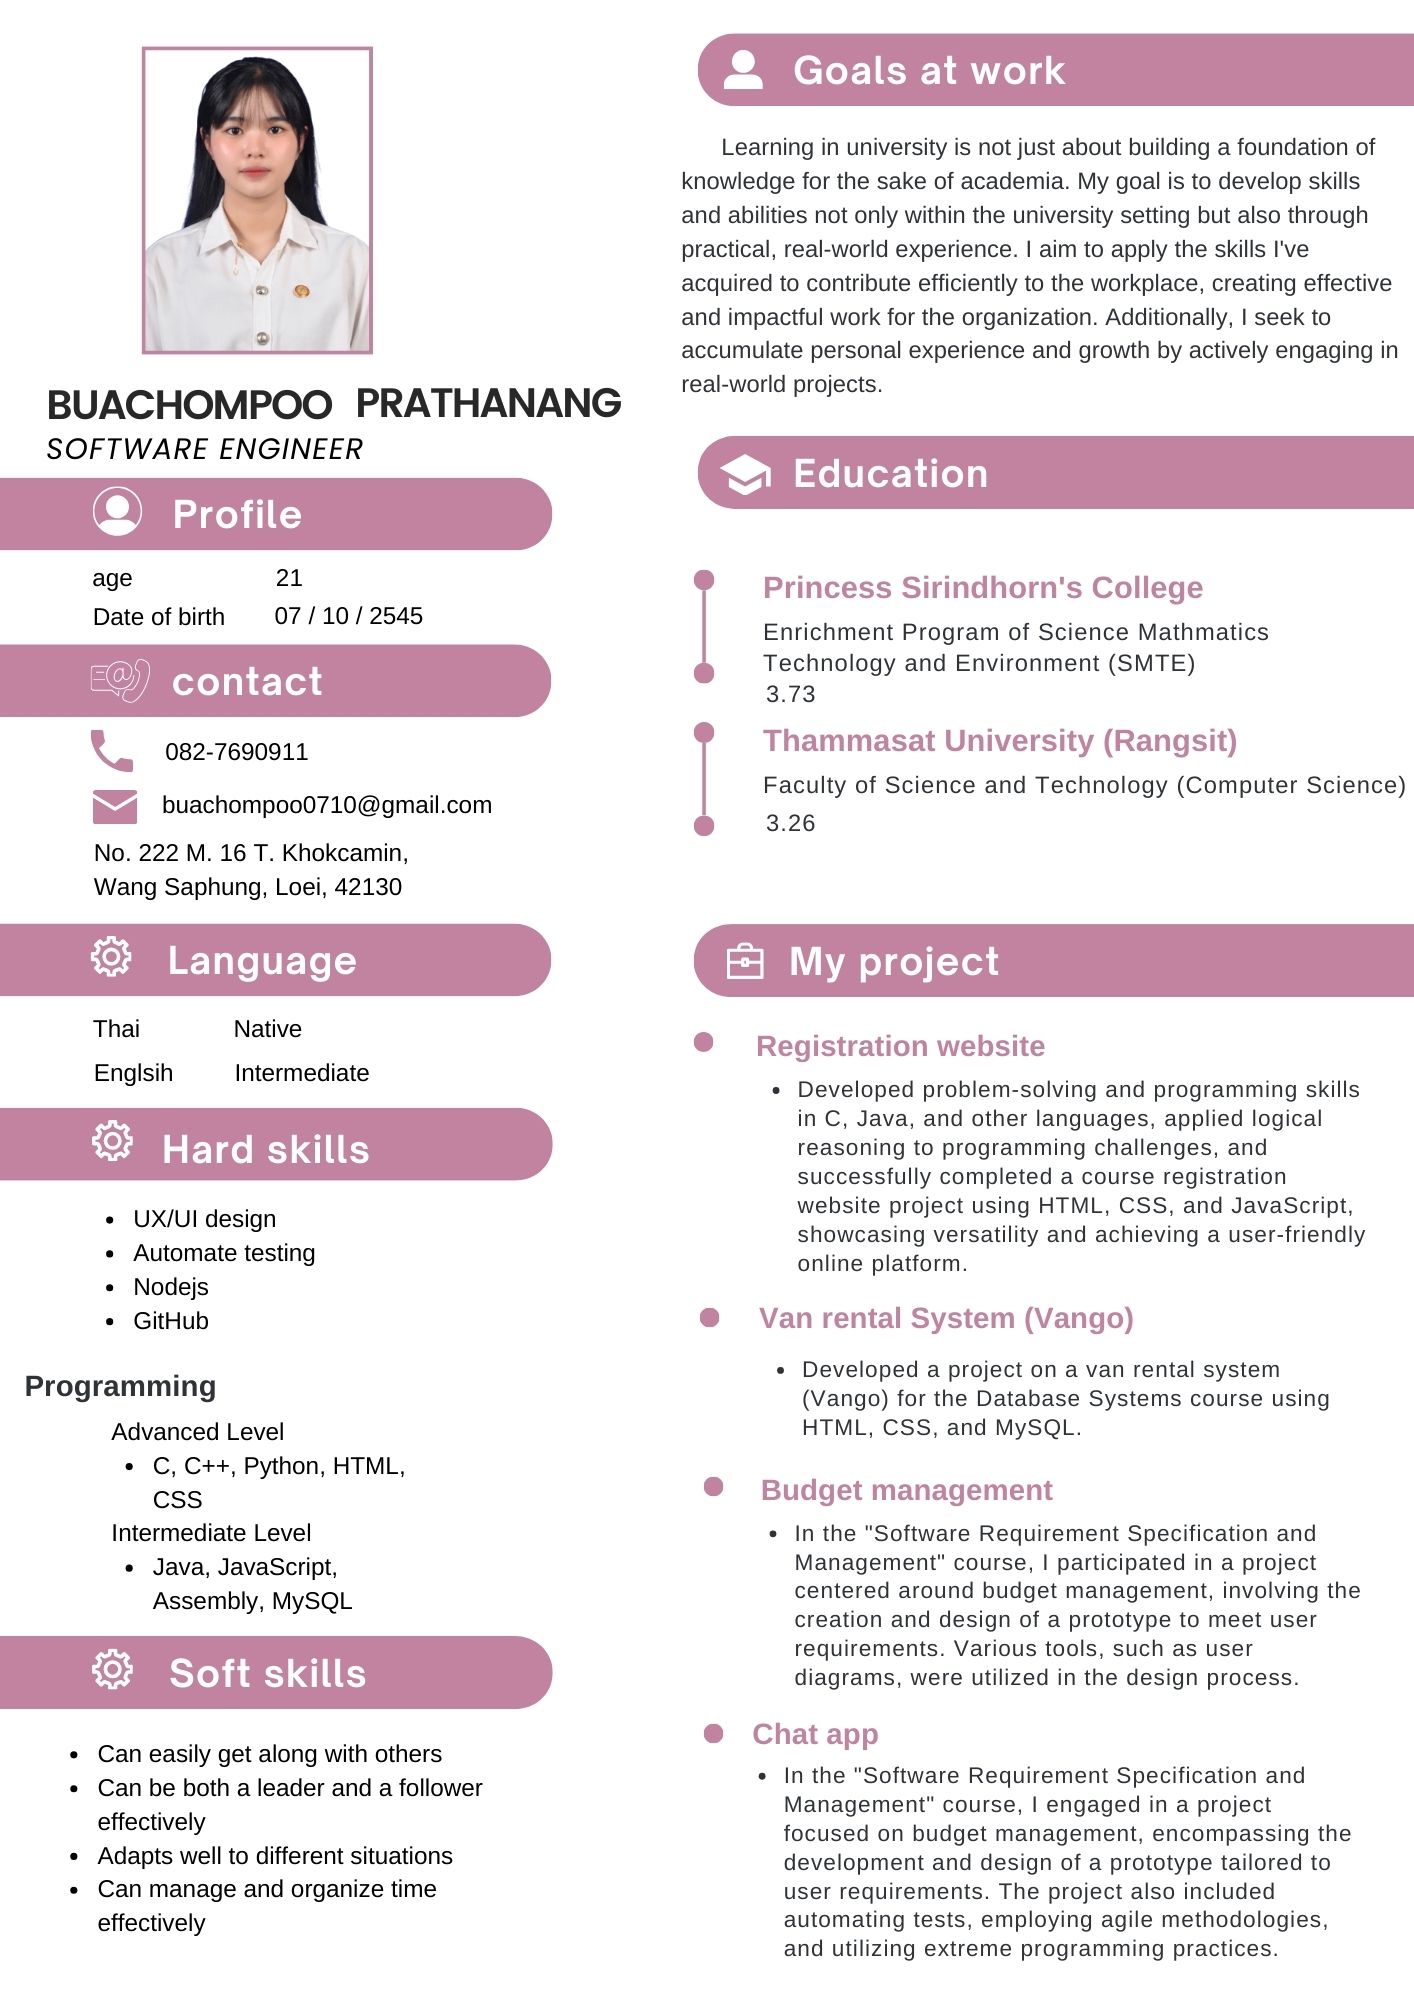 BUACHOMPOO PRATHANANG
SOFTWARE ENGINEER
Profile
age 21
Date of birth 07 / 10 / 2545
contact
082-7690911
buachompoo0710@gmail.com
No. 222 M. 16 T. Khokcamin,
Wang Saphung, Loei, 42130
Language
Thai Native
Englsih Intermediate
Hard skills
• UX/UI design
• Automate testing
• Nodejs
• GitHub
Programming
Advanced Level
• C, C++, Python, HTML,
CSS
Intermediate Level
• Java, JavaScript,
Assembly, MySQL
Soft skills
• Can easily get along with others
• Can be both a leader and a follower
effectively
• Adapts well to different situations
• Can manage and organize time
effectively
Goals at work
Learning in university is not just about building a foundation of
knowledge for the sake of academia. My goal is to develop skills
and abilities not only within the university setting but also through
practical, real-world experience. I aim to apply the skills I've
acquired to contribute efficiently to the workplace, creating effective
and impactful work for the organization. Additionally, I seek to
accumulate personal experience and growth by actively engaging in
real-world projects.
Education
Princess Sirindhorn's College
Enrichment Program of Science Mathmatics
Technology and Environment (SMTE)
3.73
Thammasat University (Rangsit)
Faculty of Science and Technology (Computer Science)
3.26
My project
Registration website
• Developed problem-solving and programming skills
in C, Java, and other languages, applied logical
reasoning to programming challenges, and
successfully completed a course registration
website project using HTML, CSS, and JavaScript,
showcasing versatility and achieving a user-friendly
online platform.
Van rental System (Vango)
• Developed a project on a van rental system
(Vango) for the Database Systems course using
HTML, CSS, and MySQL.
Budget management
• In the "Software Requirement Specification and
Management" course, I participated in a project
centered around budget management, involving the
creation and design of a prototype to meet user
requirements. Various tools, such as user
diagrams, were utilized in the design process.
Chat app
• In the "Software Requirement Specification and
Management" course, I engaged in a project
focused on budget management, encompassing the
development and design of a prototype tailored to
user requirements. The project also included
automating tests, employing agile methodologies,
and utilizing extreme programming practices.